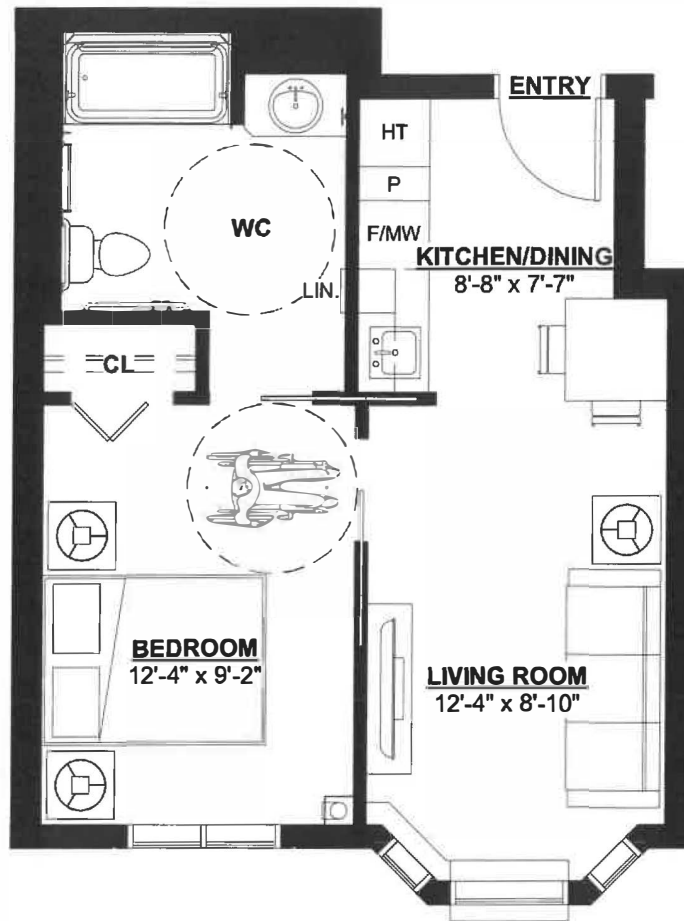 ENTRY
HT
P
F/MW
WC
KITCHEN/DINING
8'-8" x 7'-7"
LIN.
CL
BEDROOM
12'-4" x 9'-2"
LIVING ROOM
12'-4" x 8'-10"